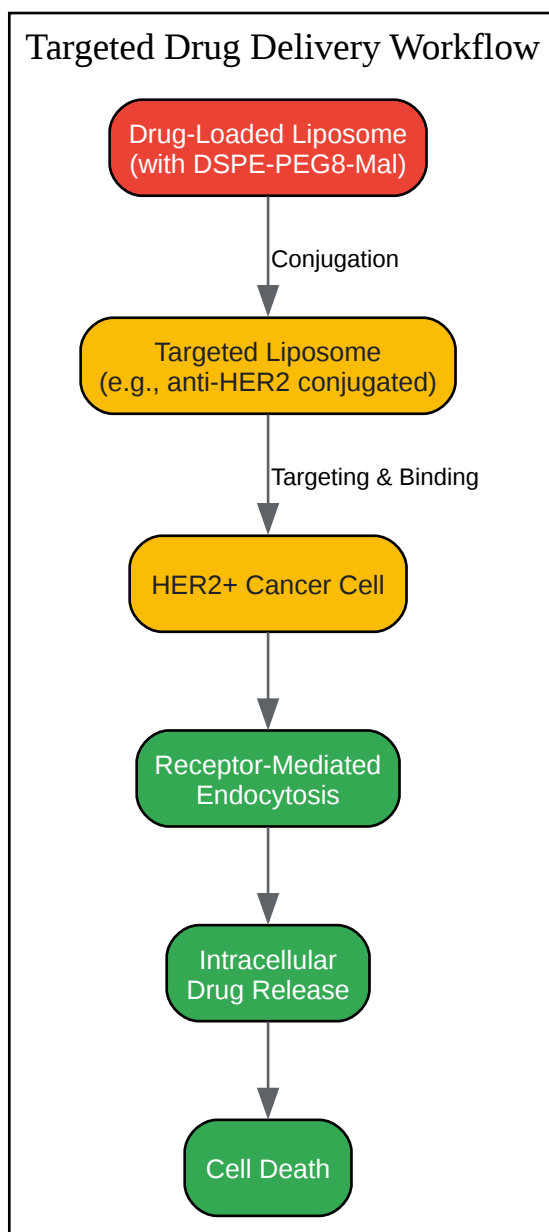 Targeted Drug Delivery Workflow
Drug-Loaded Liposome
(with DSPE-PEG8-Mal)
Conjugation
Targeted Liposome
(e.g., anti-HER2 conjugated)
Targeting & Binding
HER2+ Cancer Cell
Receptor-Mediated
Endocytosis
Intracellular
Drug Release
Cell Death